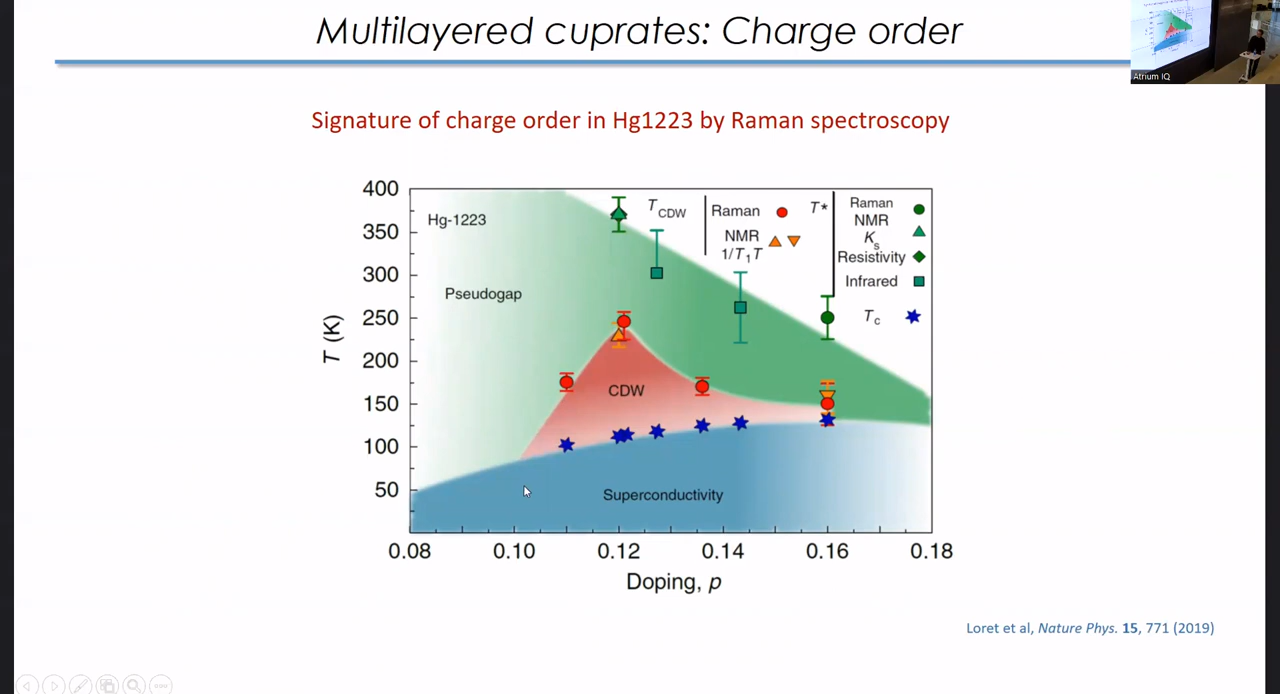 Multilayered cuprates: Charge order
Atrium IQ
Signature of charge order in Hg1223 by Raman spectroscopy
400
350
300
250
200
150
100
50
T (K)
Hg-1223
Pseudogap
CDW
Superconductivity
TCDW
Raman
NMR
1/T1T
T*
Raman
NMR
Ks
Resistivity
Infrared
Tc
0.08 0.10 0.12 0.14 0.16 0.18
Doping, p
Loret et al, Nature Phys. 15, 771 (2019)